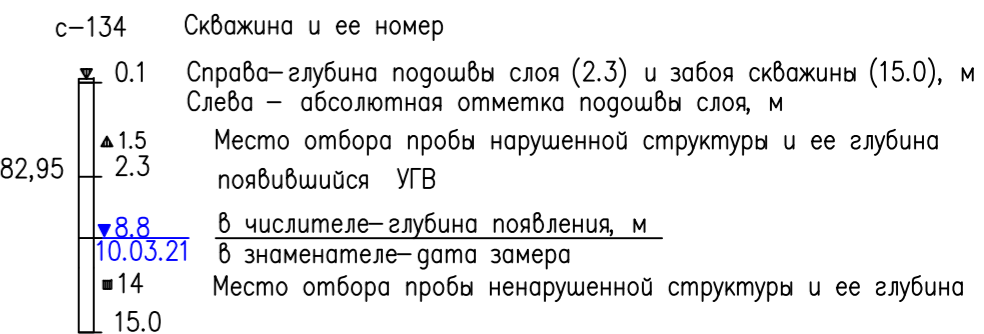 с-134 Скважина и ее номер
0.1 Справа-глубина подошвы слоя (2.3) и забоя скважины (15.0), м
Слева - абсолютная отметка подошвы слоя, м
1.5 Место отбора пробы нарушенной структуры и ее глубина
82,95 2.3 появившийся УГВ
8.8 в числителе-глубина появления, м
10.03.21 в знаменателе-дата замера
14 Место отбора пробы ненарушенной структуры и ее глубина
15.0